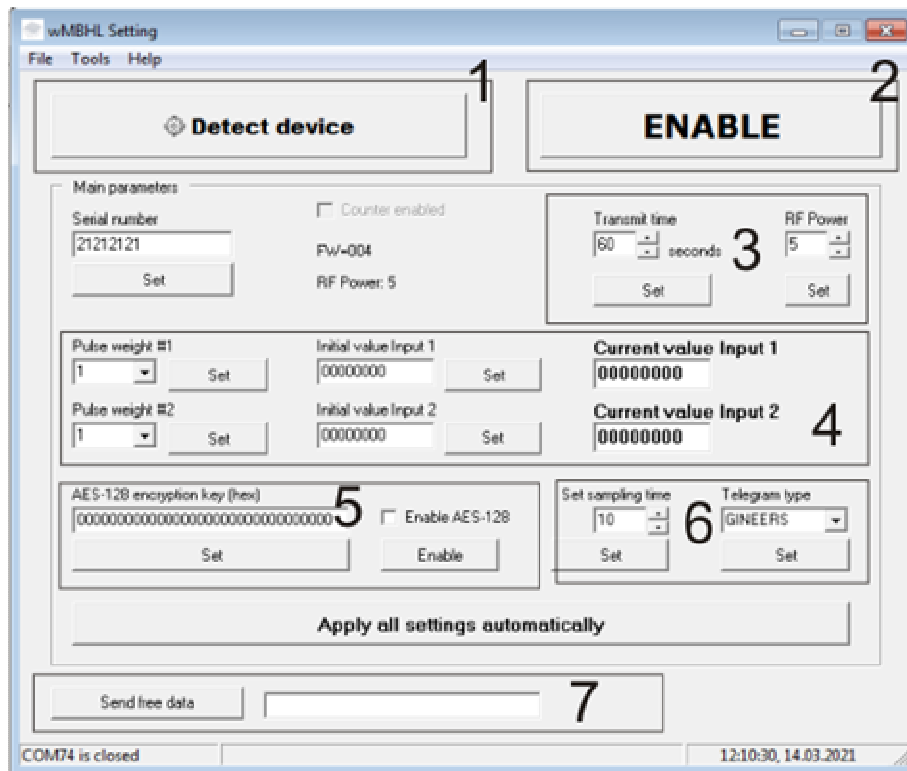 wMBHL Setting
File Tools Help
1
2
Detect device
ENABLE
Main parameters
Serial number
21212121
Set
Counter enabled
FW=004
RF Power: 5
Transmit time
60 seconds
Set
3
RF Power
5
Set
Pulse weight #1
1 Set
Initial value Input 1
00000000 Set
Current value Input 1
00000000
Pulse weight #2
1 Set
Initial value Input 2
00000000 Set
Current value Input 2
00000000
4
AES-128 encryption key (hex)
00000000000000000000000000000000
5
Set
Enable AES-128
Enable
Set sampling time
10
Set
6
Telegram type
GINEERS
Set
Apply all settings automatically
Send free data
7
COM74 is closed
12:10:30, 14.03.2021